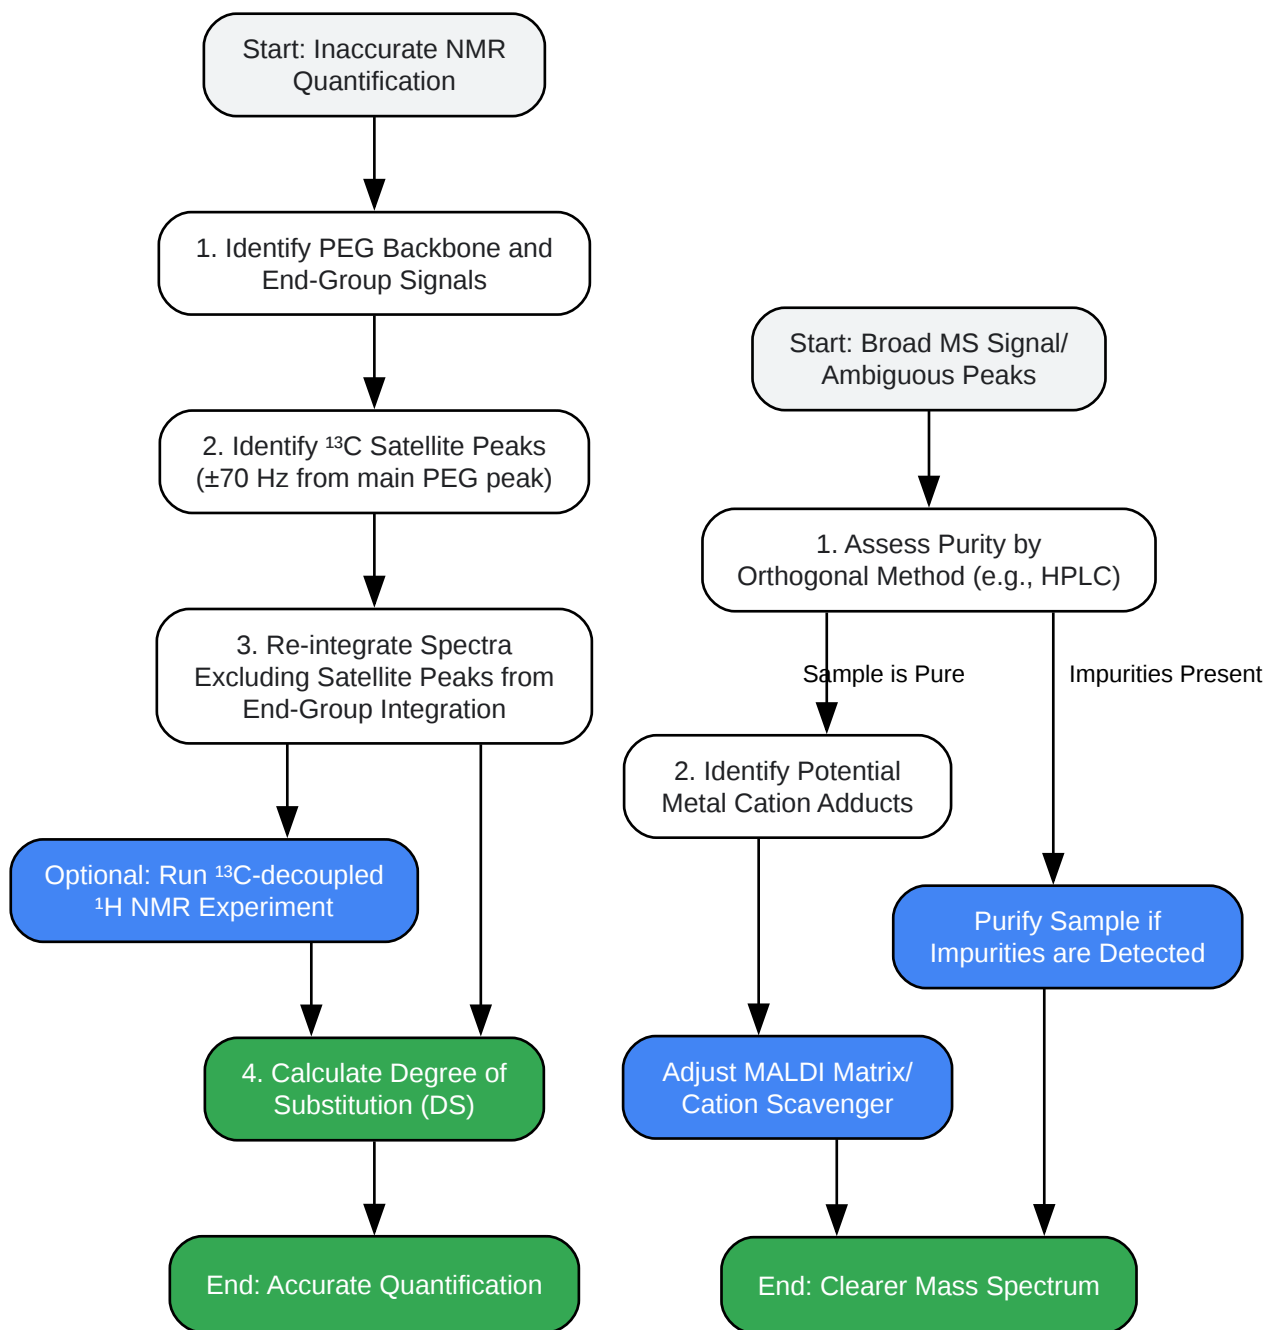 Start: Inaccurate NMR
Quantification
1. Identify PEG Backbone and
End-Group Signals
2. Identify ¹³C Satellite Peaks
(±70 Hz from main PEG peak)
3. Re-integrate Spectra
Excluding Satellite Peaks from
End-Group Integration
Optional: Run ¹³C-decoupled
¹H NMR Experiment
4. Calculate Degree of
Substitution (DS)
End: Accurate Quantification
Start: Broad MS Signal/
Ambiguous Peaks
1. Assess Purity by
Orthogonal Method (e.g., HPLC)
Sample is Pure
Impurities Present
2. Identify Potential
Metal Cation Adducts
Purify Sample if
Impurities are Detected
Adjust MALDI Matrix/
Cation Scavenger
End: Clearer Mass Spectrum